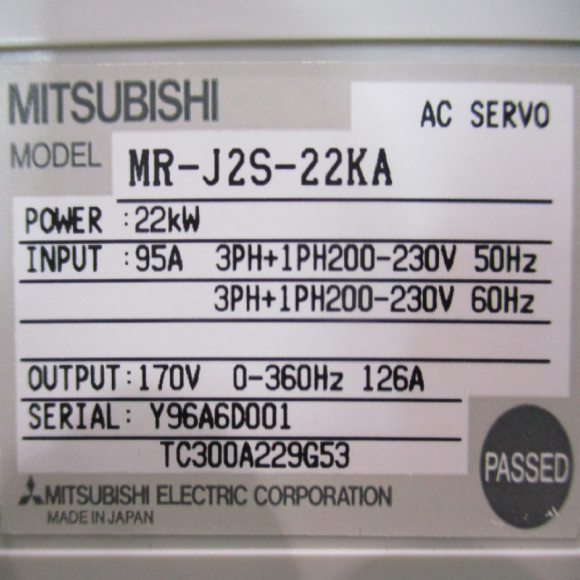 MITSUBISHI
AC SERVO
MODEL MR-J2S-22KA
POWER :22kW
INPUT :95A 3PH+1PH200-230V 50Hz
3PH+1PH200-230V 60Hz
OUTPUT:170V 0-360Hz 126A
SERIAL: Y96A6D001
TC300A229G53
PASSED
MITSUBISHI ELECTRIC CORPORATION
MADE IN JAPAN